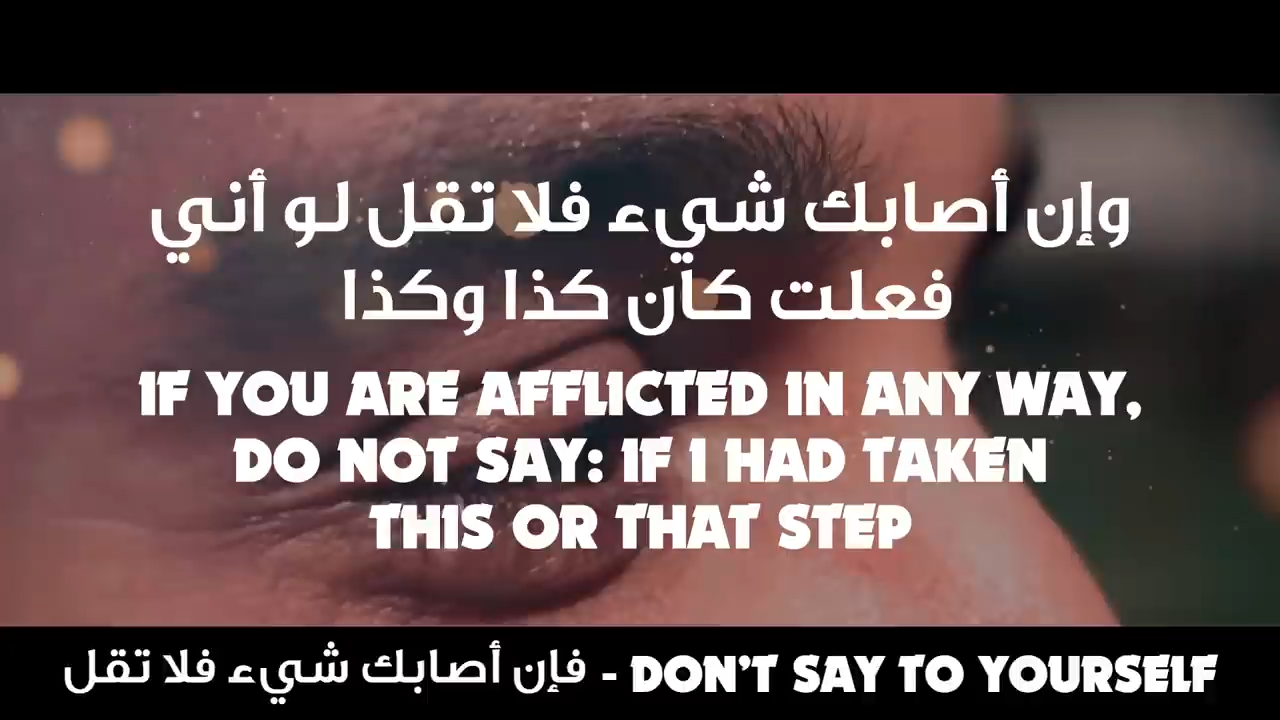 وإن أصابك شيء فلا تقل لو أني
فعلت كان كذا وكذا
IF YOU ARE AFFLICTED IN ANY WAY,
DO NOT SAY: IF I HAD TAKEN
THIS OR THAT STEP
فإن أصابك شيء فلا تقل - DON'T SAY TO YOURSELF